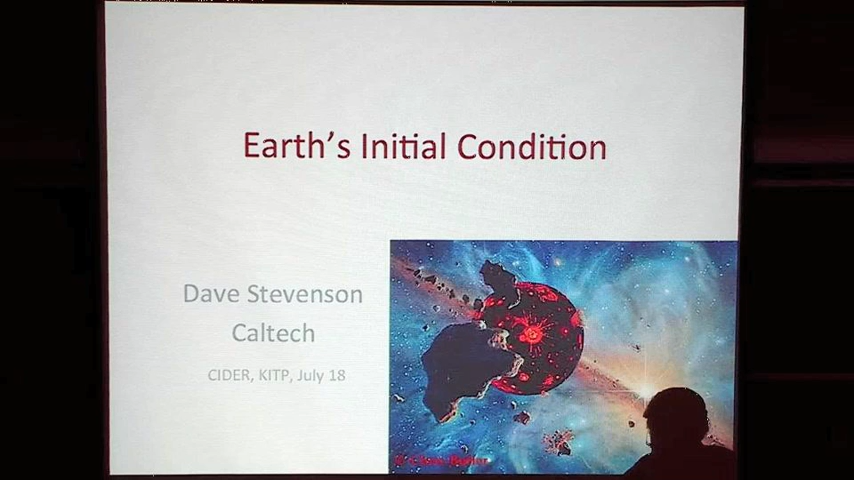 Earth's Initial Condition
Dave Stevenson
Caltech
CIDER, KITP, July 18